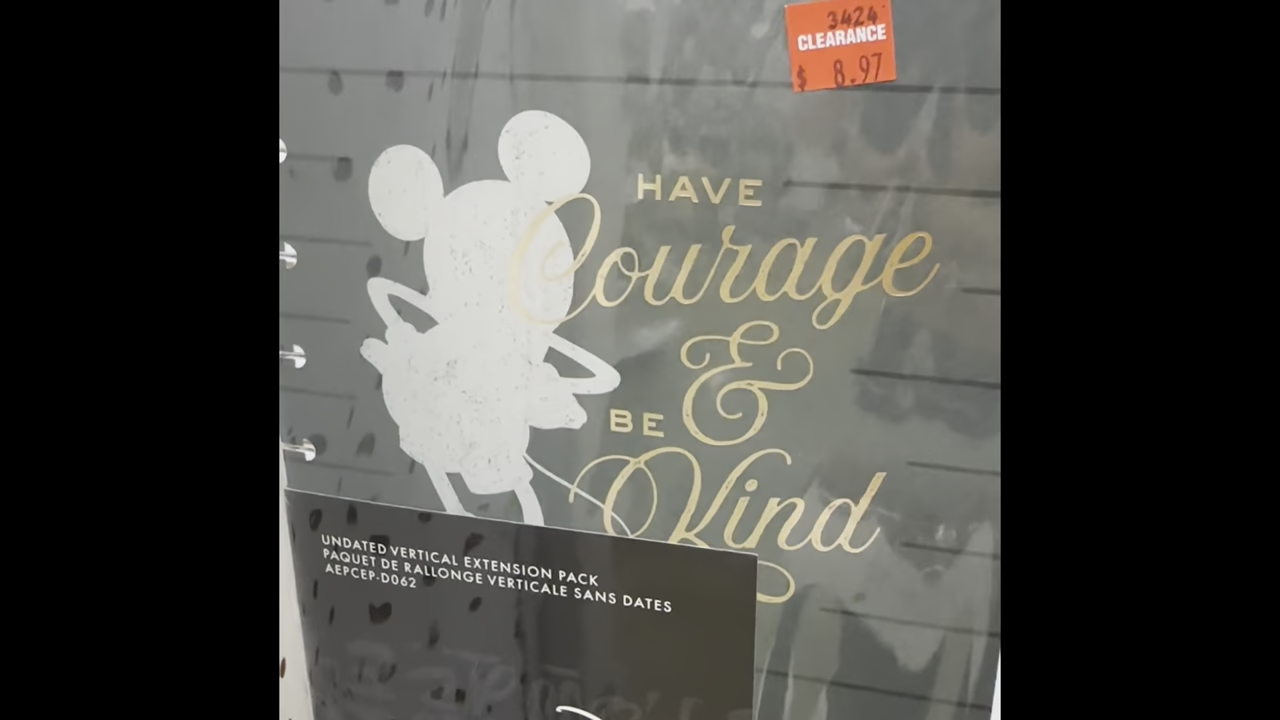 3424
CLEARANCE
$ 8.97
HAVE
Courage
&
BE
Kind
UNDATED VERTICAL EXTENSION PACK
PAQUET DE RALLONGE VERTICALE SANS DATES
AEPCEP-D062